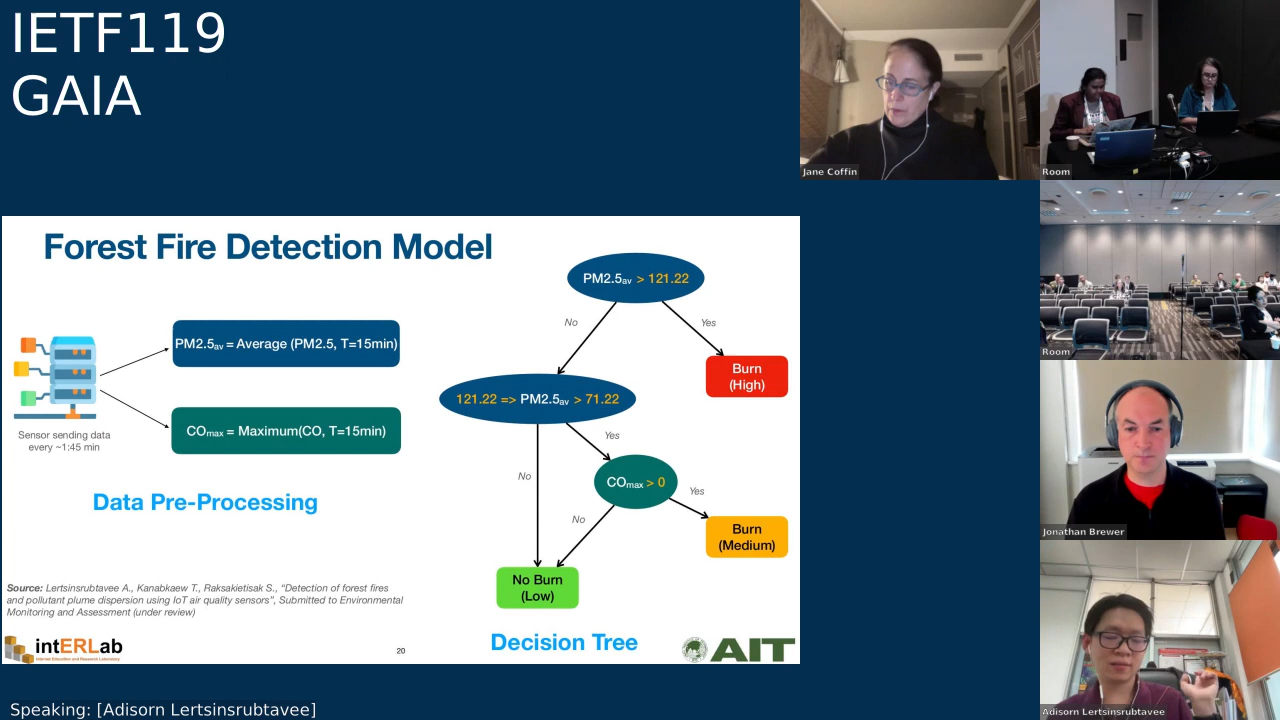 IETF119
GAIA
Jane Coffin
Room
Room
Jonathan Brewer
Adisorn Lertsinsrubtavee
Forest Fire Detection Model
PM2.5av = Average (PM2.5, T=15min)
COmax = Maximum(CO, T=15min)
Sensor sending data
every ~1:45 min
Data Pre-Processing
PM2.5av > 121.22
No
Yes
Burn
(High)
121.22 => PM2.5av > 71.22
Yes
No
COmax > 0
Yes
No
Burn
(Medium)
No Burn
(Low)
Decision Tree
Source: Lertsinsrubtavee A., Kanabkaew T., Raksakietisak S., “Detection of forest fires
and pollutant plume dispersion using IoT air quality sensors”, Submitted to Environmental
Monitoring and Assessment (under review)
intERLab
Internet Education and Research Laboratory
20
AIT
Speaking: [Adisorn Lertsinsrubtavee]